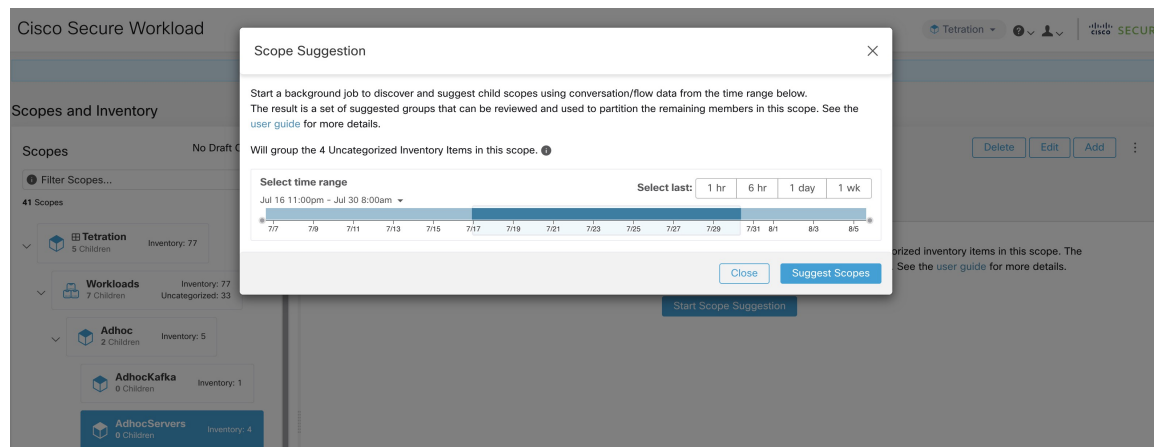 Cisco Secure Workload
Tetration
cisco SECUR
Scope Suggestion
Start a background job to discover and suggest child scopes using conversation/flow data from the time range below.
The result is a set of suggested groups that can be reviewed and used to partition the remaining members in this scope. See the
user guide for more details.
Will group the 4 Uncategorized Inventory Items in this scope.
Select time range
Select last: 1 hr 6 hr 1 day 1 wk
Jul 16 11:00pm - Jul 30 8:00am
7/7 7/9 7/11 7/13 7/15 7/17 7/19 7/21 7/23 7/25 7/27 7/29 7/31 8/1 8/3 8/5
Close Suggest Scopes
Scopes and Inventory
Scopes
No Draft C
Filter Scopes...
41 Scopes
Tetration
5 Children
Inventory: 77
Workloads
7 Children
Inventory: 77
Uncategorized: 33
Adhoc
2 Children
Inventory: 5
AdhocKafka
0 Children
Inventory: 1
AdhocServers
0 Children
Inventory: 4
Delete Edit Add
orized inventory items in this scope. The
See the user guide for more details.
Start Scope Suggestion